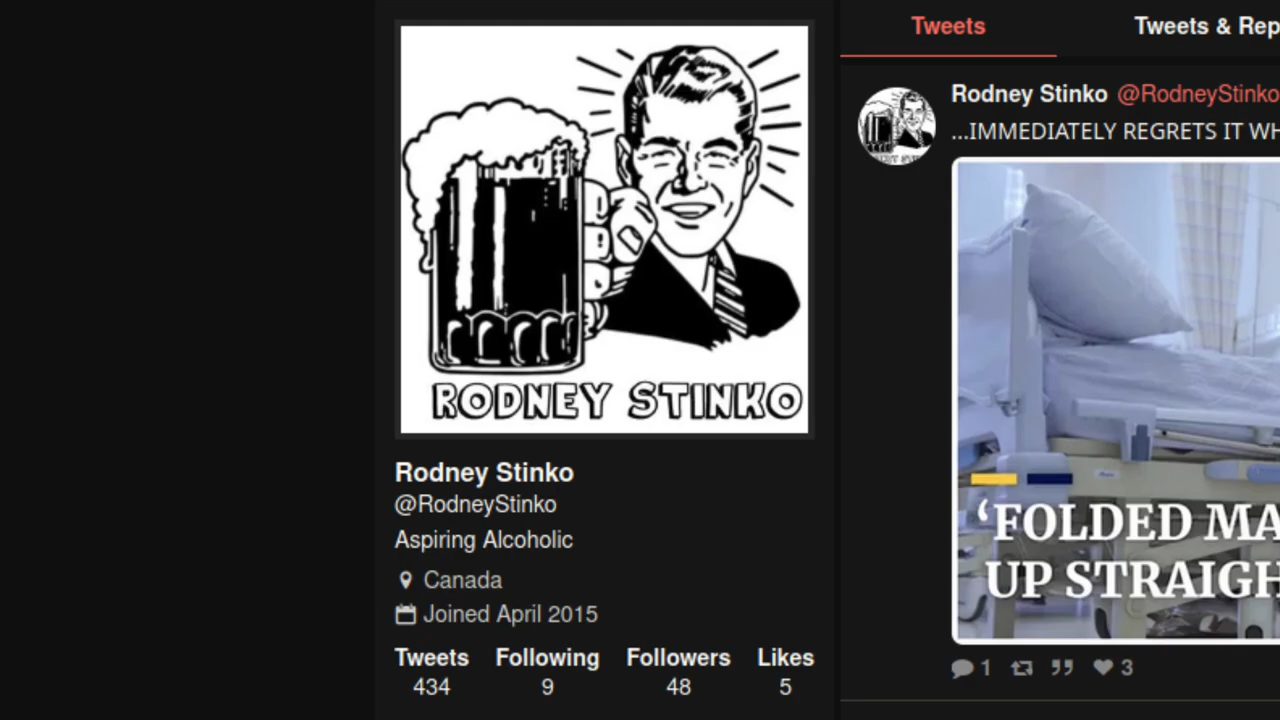 RODNEY STINKO
Rodney Stinko
@RodneyStinko
Aspiring Alcoholic
Canada
Joined April 2015
Tweets Following Followers Likes
434 9 48 5
Tweets Tweets & Rep
Rodney Stinko @RodneyStinko
...IMMEDIATELY REGRETS IT WH
‘FOLDED MA
UP STRAIGH
1 3